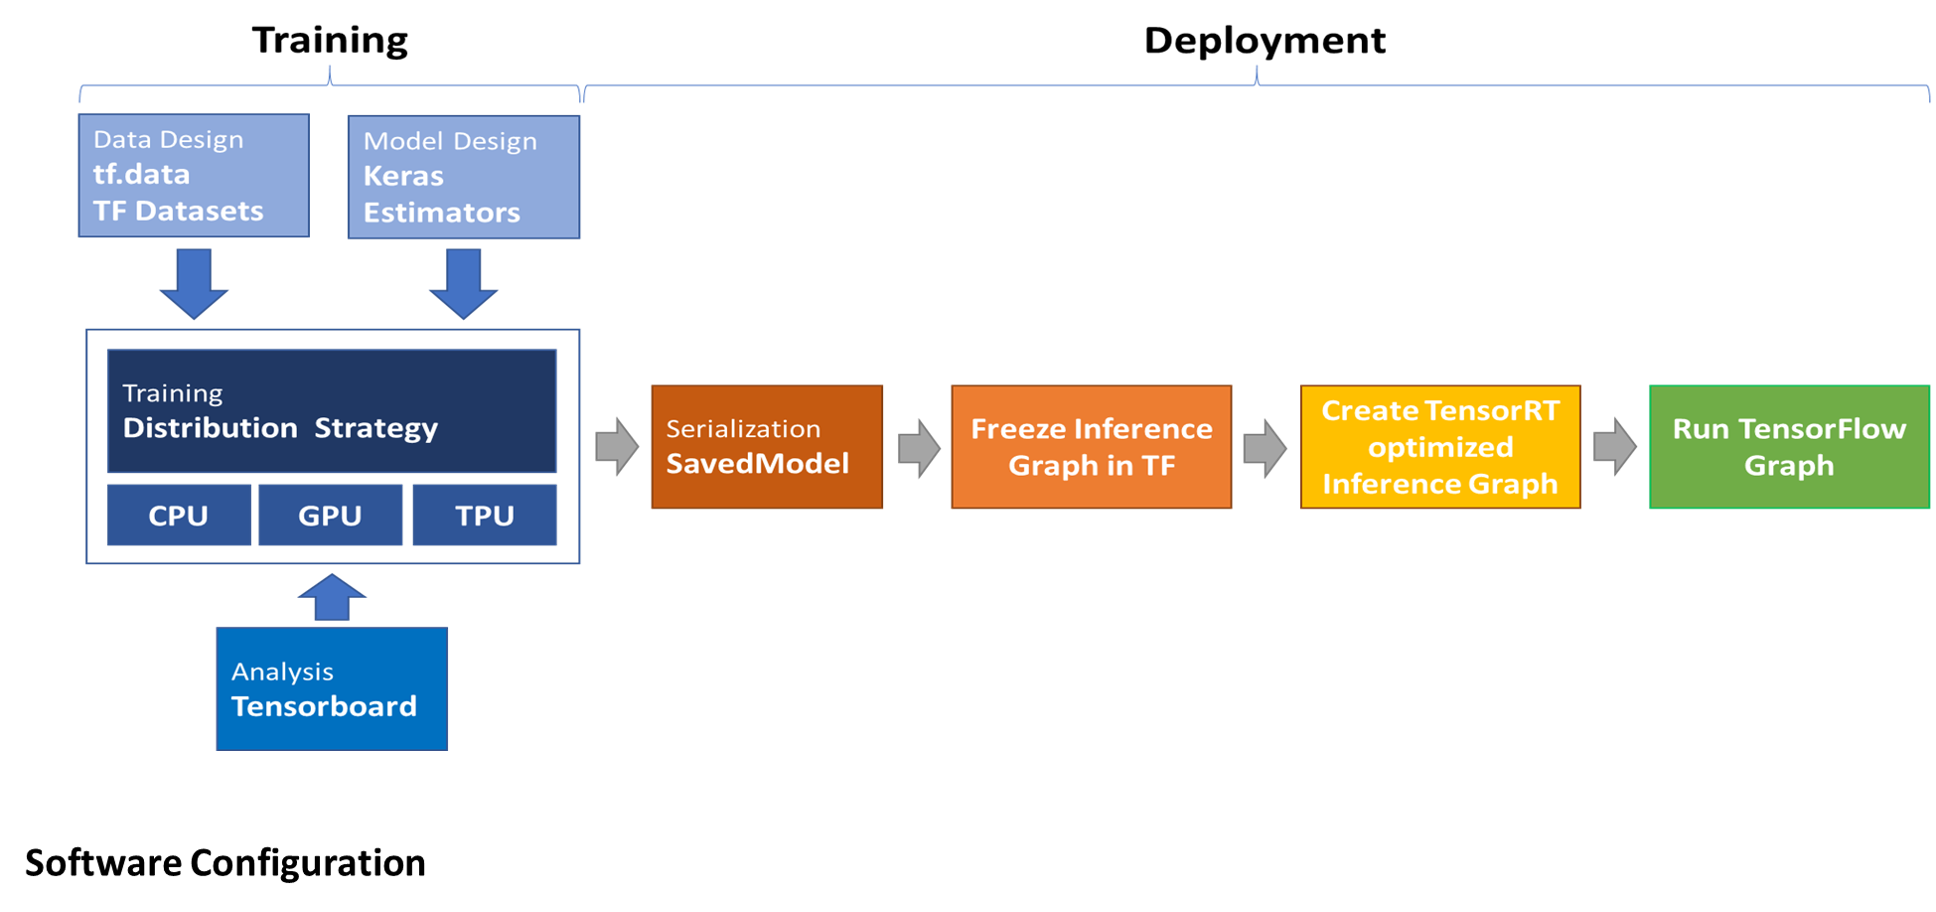 Training
Deployment
Data Design
tf.data
TF Datasets
Model Design
Keras
Estimators
Training
Distribution Strategy
CPU
GPU
TPU
Serialization
SavedModel
Freeze Inference
Graph in TF
Create TensorRT
optimized
Inference Graph
Run TensorFlow
Graph
Analysis
Tensorboard
Software Configuration